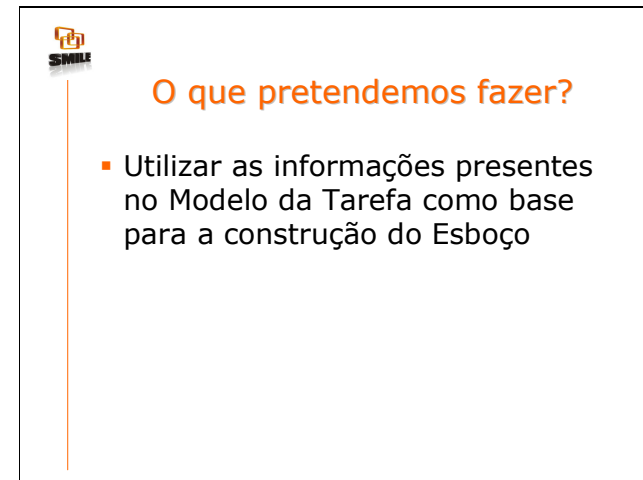 SMILE
O que pretendemos fazer?
▪ Utilizar as informações presentes
no Modelo da Tarefa como base
para a construção do Esboço